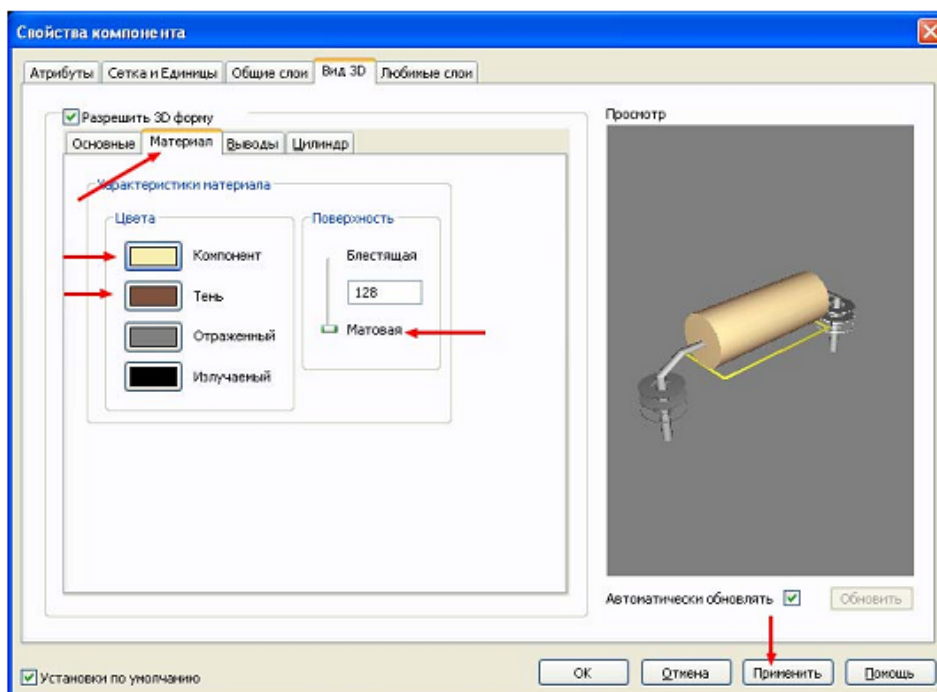 Свойства компонента
Атрибуты Сетка и Единицы Общие слои Вид 3D Любимые слои
Разрешить 3D форму
Просмотр
Основные Материал Выводы Цилиндр
Характеристики материала
Цвета Поверхность
Компонент Блестящая
128
Тень
Отраженный Матовая
Излучаемый
Автоматически обновлять Обновить
Установки по умолчанию OK Отмена Применить Помощь